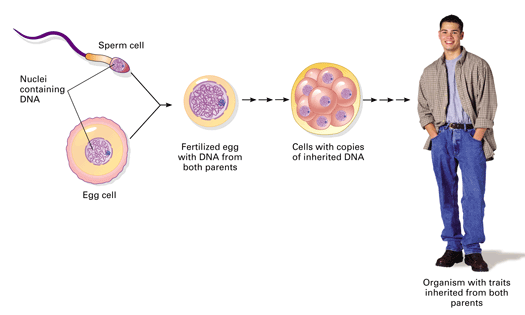 Sperm cell
Nuclei
containing
DNA
Egg cell
Fertilized egg
with DNA from
both parents
Cells with copies
of inherited DNA
Organism with traits
inherited from both
parents